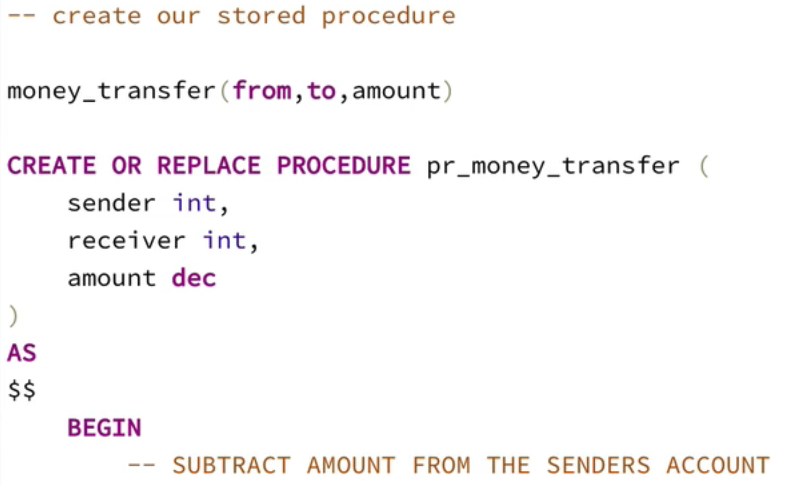 -- create our stored procedure
money_transfer(from,to,amount)
CREATE OR REPLACE PROCEDURE pr_money_transfer (
sender int,
receiver int,
amount dec
)
AS
$$
BEGIN
-- SUBTRACT AMOUNT FROM THE SENDERS ACCOUNT